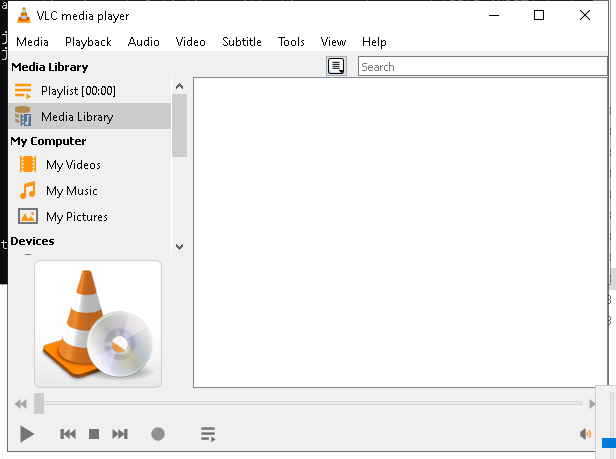 VLC media player
Media Playback Audio Video Subtitle Tools View Help
Media Library
Search
Playlist [00:00]
Media Library
My Computer
My Videos
My Music
My Pictures
Devices